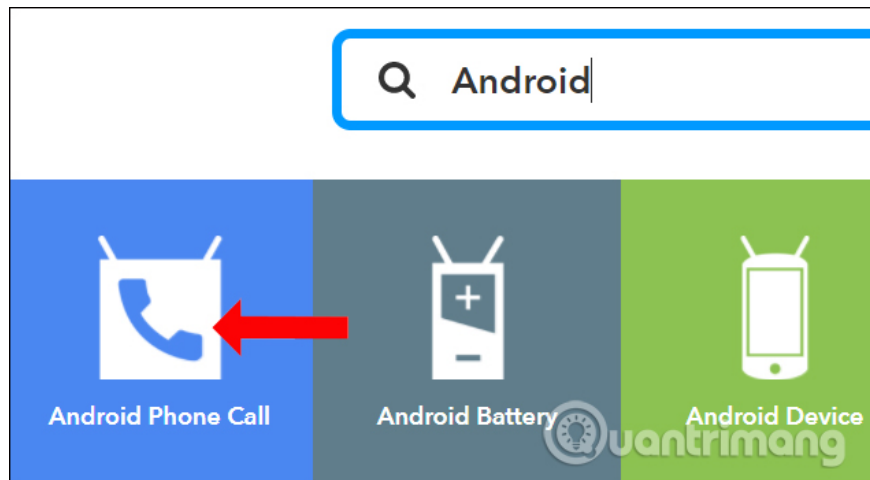 Android
Android Phone Call
Android Battery
Android Device
Quantrimang